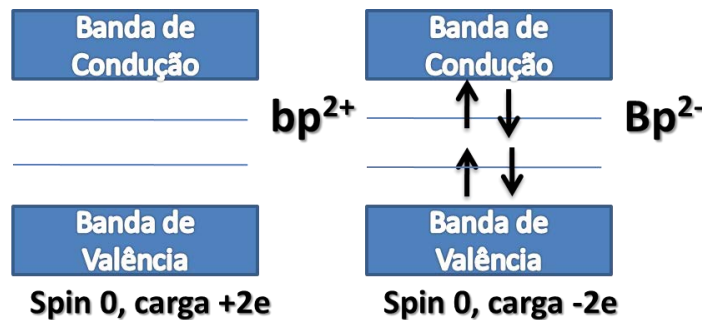 Banda de
Condução
bp²⁺
Banda de
Valência
Spin 0, carga +2e
Banda de
Condução
Bp²⁻
Banda de
Valência
Spin 0, carga -2e